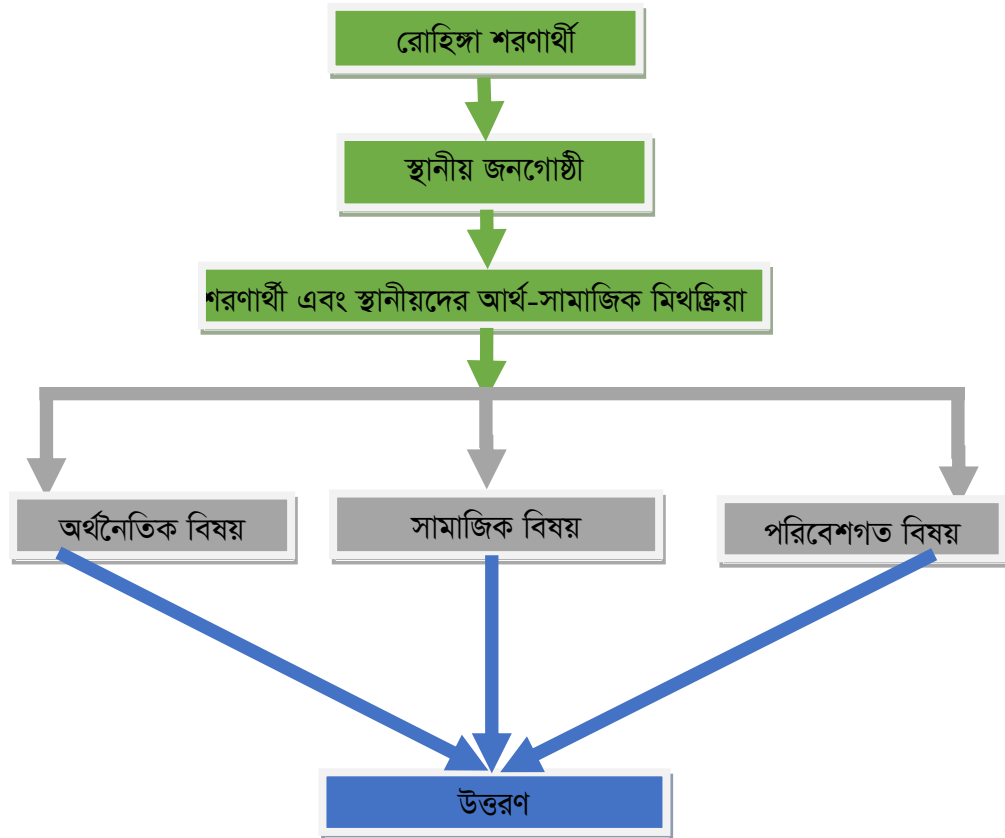 রোহিঙ্গা শরণার্থী
স্থানীয় জনগোষ্ঠী
শরণার্থী এবং স্থানীয়দের আর্থ-সামাজিক মিথষ্ক্রিয়া
অর্থনৈতিক বিষয়
সামাজিক বিষয়
পরিবেশগত বিষয়
উত্তরণ